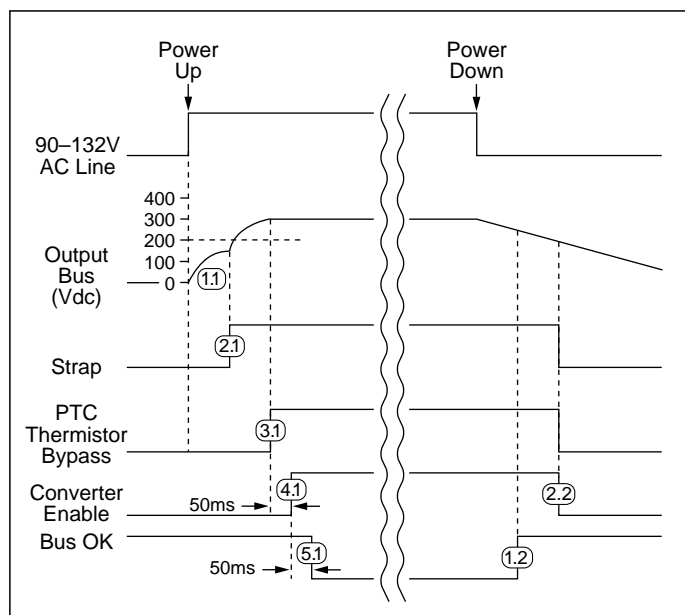 Power
Up
Power
Down
90–132V
AC Line
400
300
200
100
0
Output
Bus
(Vdc)
1.1
Strap
2.1
PTC
Thermistor
Bypass
3.1
Converter
Enable
50ms
4.1
2.2
Bus OK
50ms
5.1
1.2